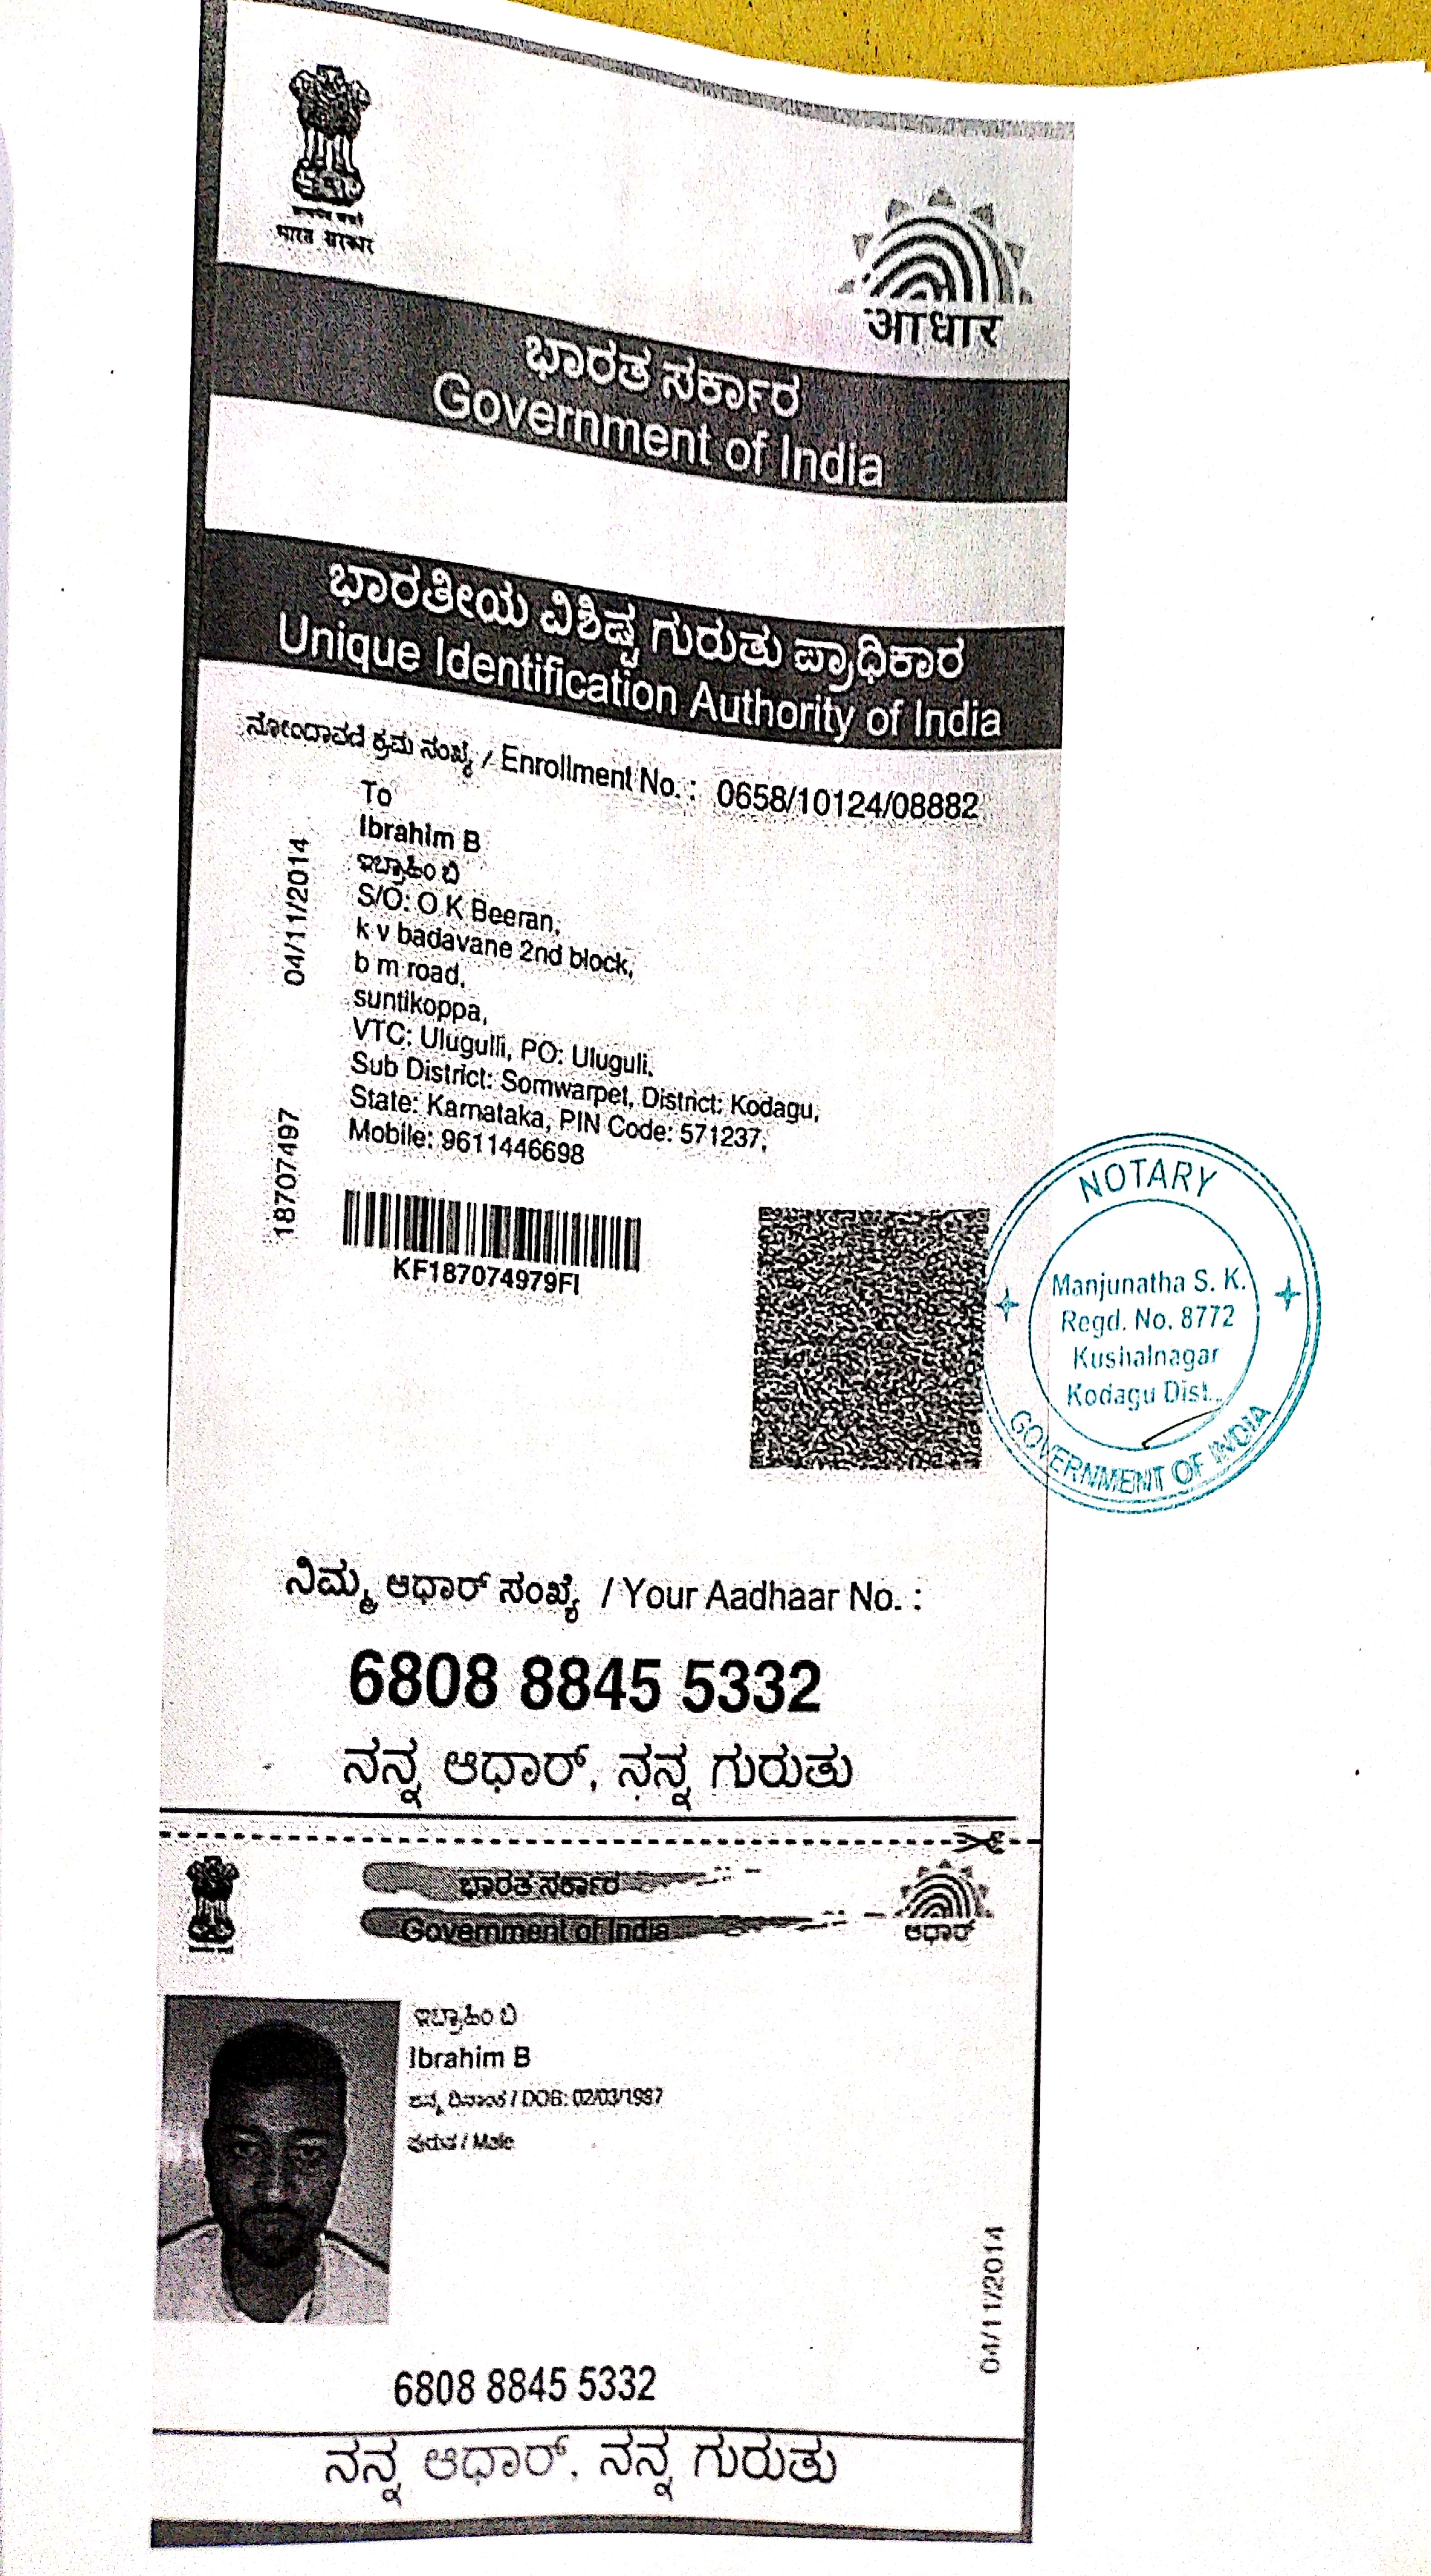 भारत सरकार
आधार
ಭಾರತ ಸರ್ಕಾರ
Government of India
ಭಾರತೀಯ ವಿಶಿಷ್ಟ ಗುರುತು ಪ್ರಾಧಿಕಾರ
Unique Identification Authority of India
ನೋಂದಾವಣೆ ಕ್ರಮ ಸಂಖ್ಯೆ / Enrollment No. : 0658/10124/08882
To
Ibrahim B
ಇಬ್ರಾಹಿಂ ಬಿ
S/O: O K Beeran,
k v badavane 2nd block,
b m road,
suntikoppa,
VTC: Ulugulli, PO: Uluguli,
Sub District: Somwarpet, District: Kodagu,
State: Karnataka, PIN Code: 571237,
Mobile: 9611446698
04/11/2014
18707497
KF187074979FI
NOTARY
Manjunatha S. K.
Regd. No. 8772
Kushalnagar
Kodagu Dist.
GOVERNMENT OF INDIA
ನಿಮ್ಮ ಆಧಾರ್ ಸಂಖ್ಯೆ / Your Aadhaar No. :
6808 8845 5332
ನನ್ನ ಆಧಾರ್, ನನ್ನ ಗುರುತು
ಭಾರತ ಸರ್ಕಾರ
Government of India
ಆಧಾರ್
ಇಬ್ರಾಹಿಂ ಬಿ
Ibrahim B
ಜನ್ಮ ದಿನಾಂಕ / DOB: 02/03/1987
ಪುರುಷ / Male
04/11/2014
6808 8845 5332
ನನ್ನ ಆಧಾರ್, ನನ್ನ ಗುರುತು